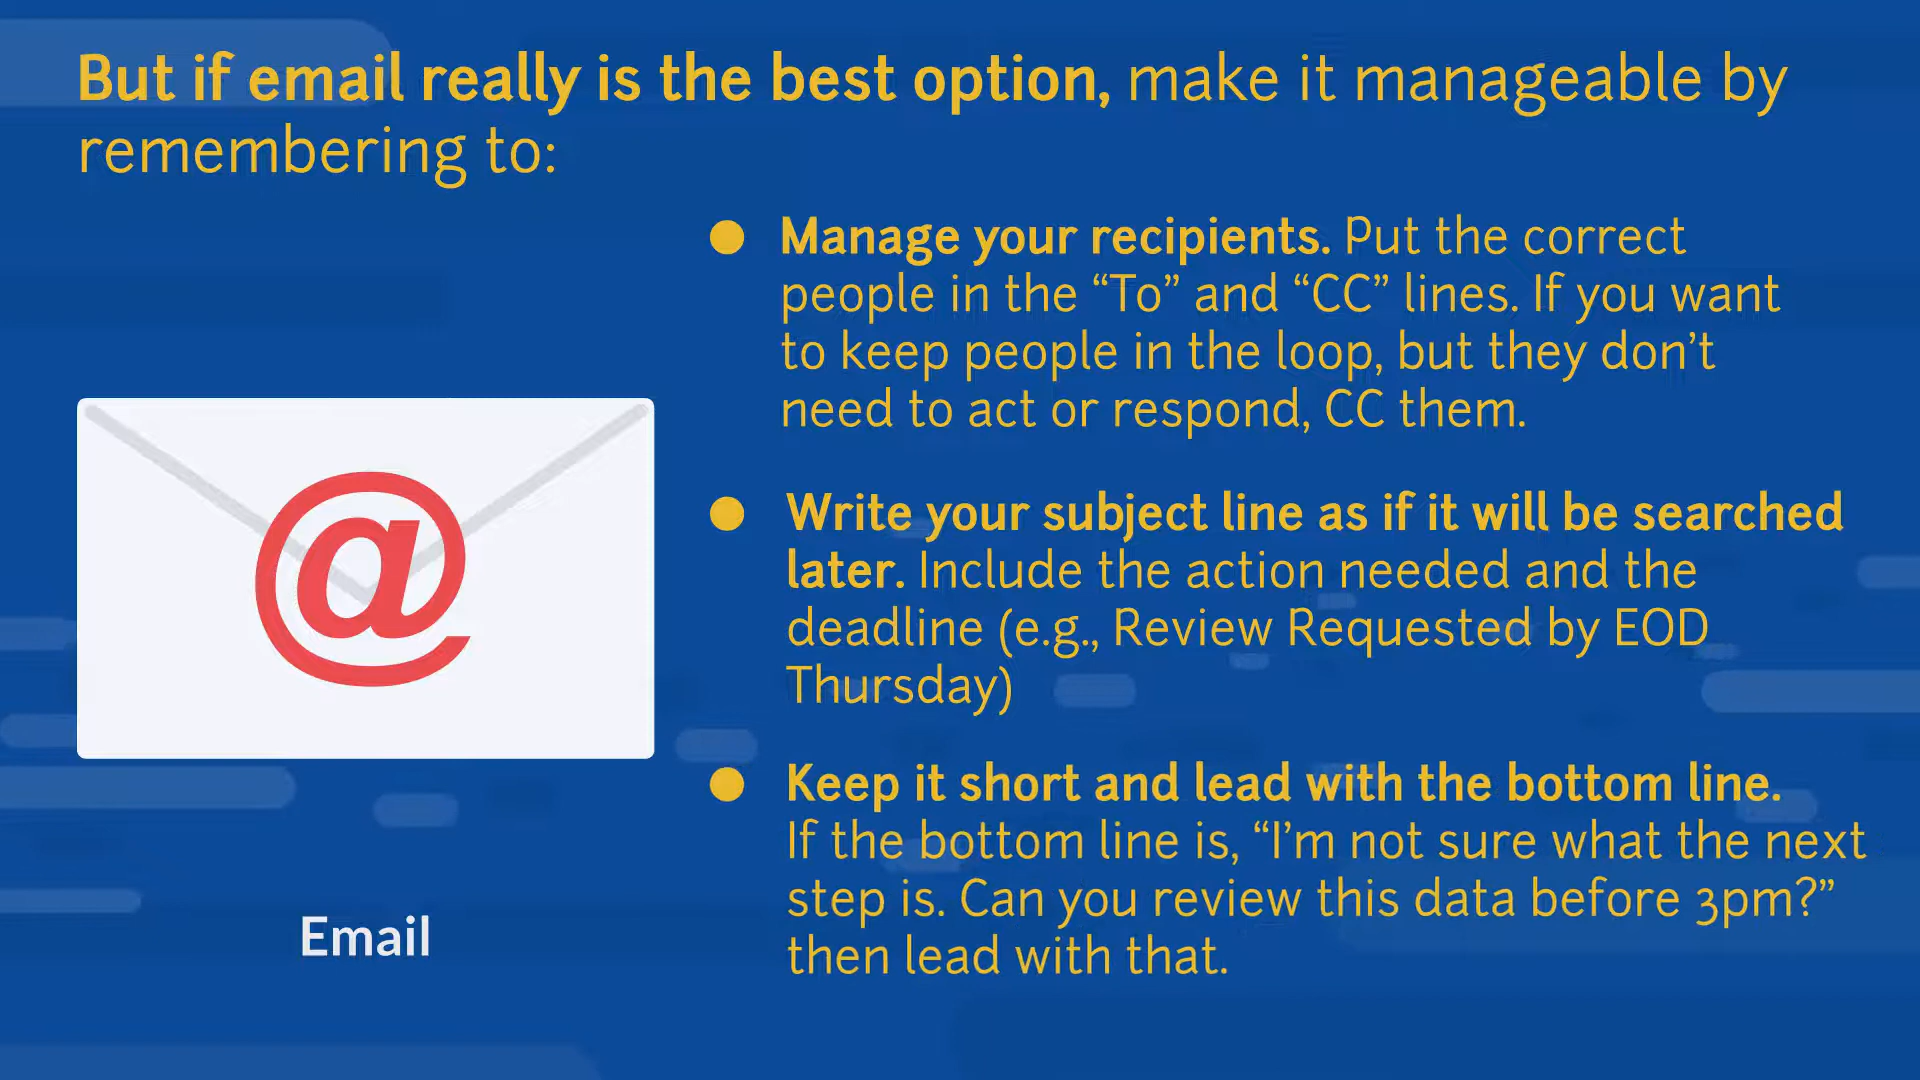 But if email really is the best option, make it manageable by
remembering to:
Manage your recipients. Put the correct
people in the “To” and “CC” lines. If you want
to keep people in the loop, but they don’t
need to act or respond, CC them.
Write your subject line as if it will be searched
later. Include the action needed and the
deadline (e.g., Review Requested by EOD
Thursday)
Keep it short and lead with the bottom line.
If the bottom line is, “I’m not sure what the next
step is. Can you review this data before 3pm?”
then lead with that.
@
Email